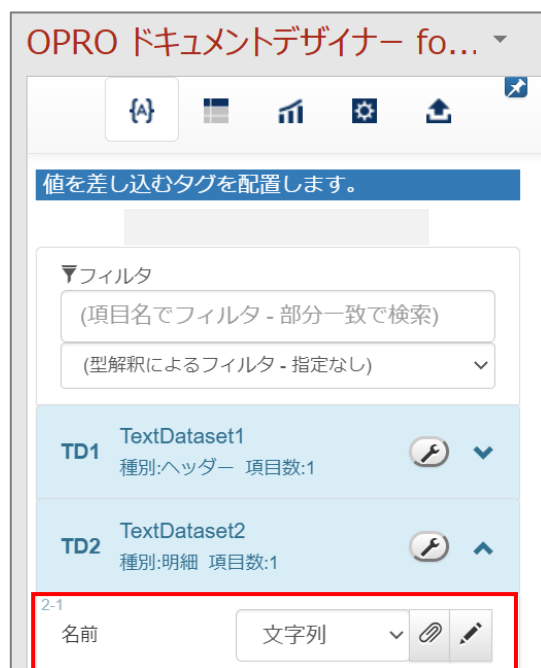 OPRO ドキュメントデザイナー fo...
{A}
値を差し込むタグを配置します。
フィルタ
(項目名でフィルタ - 部分一致で検索)
(型解釈によるフィルタ - 指定なし)
TextDataset1
TD1
種別:ヘッダー 項目数:1
TextDataset2
TD2
種別:明細 項目数:1
2-1
名前 文字列